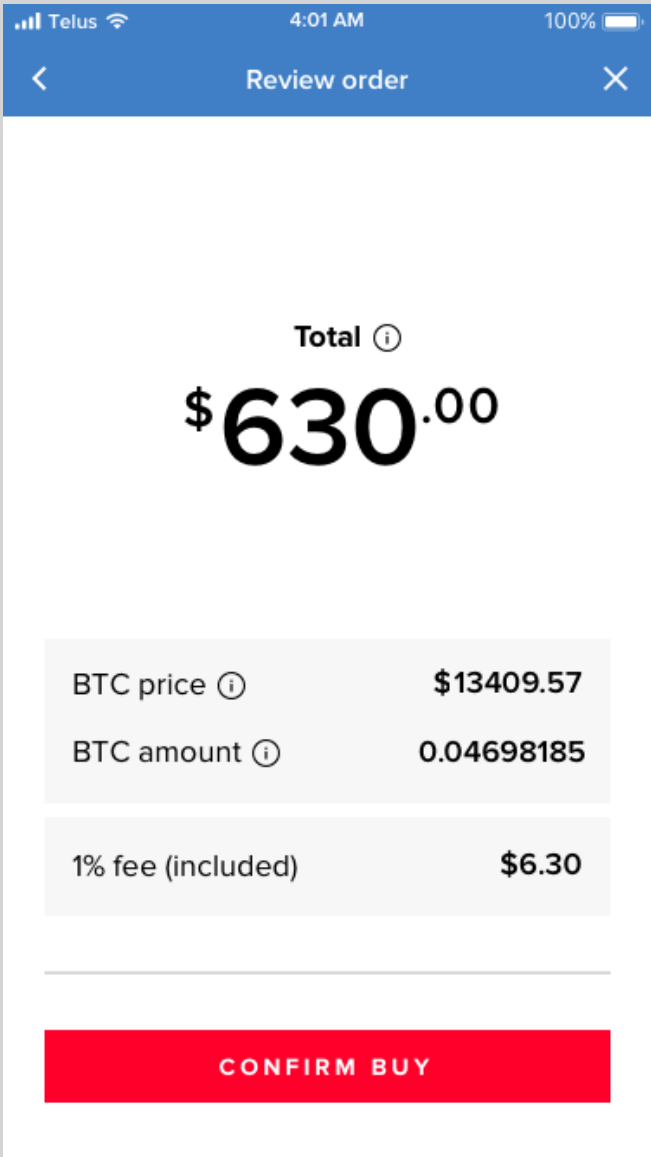 Telus 4:01 AM 100%
Review order
Total
$630.00
BTC price $13409.57
BTC amount 0.04698185
1% fee (included) $6.30
CONFIRM BUY